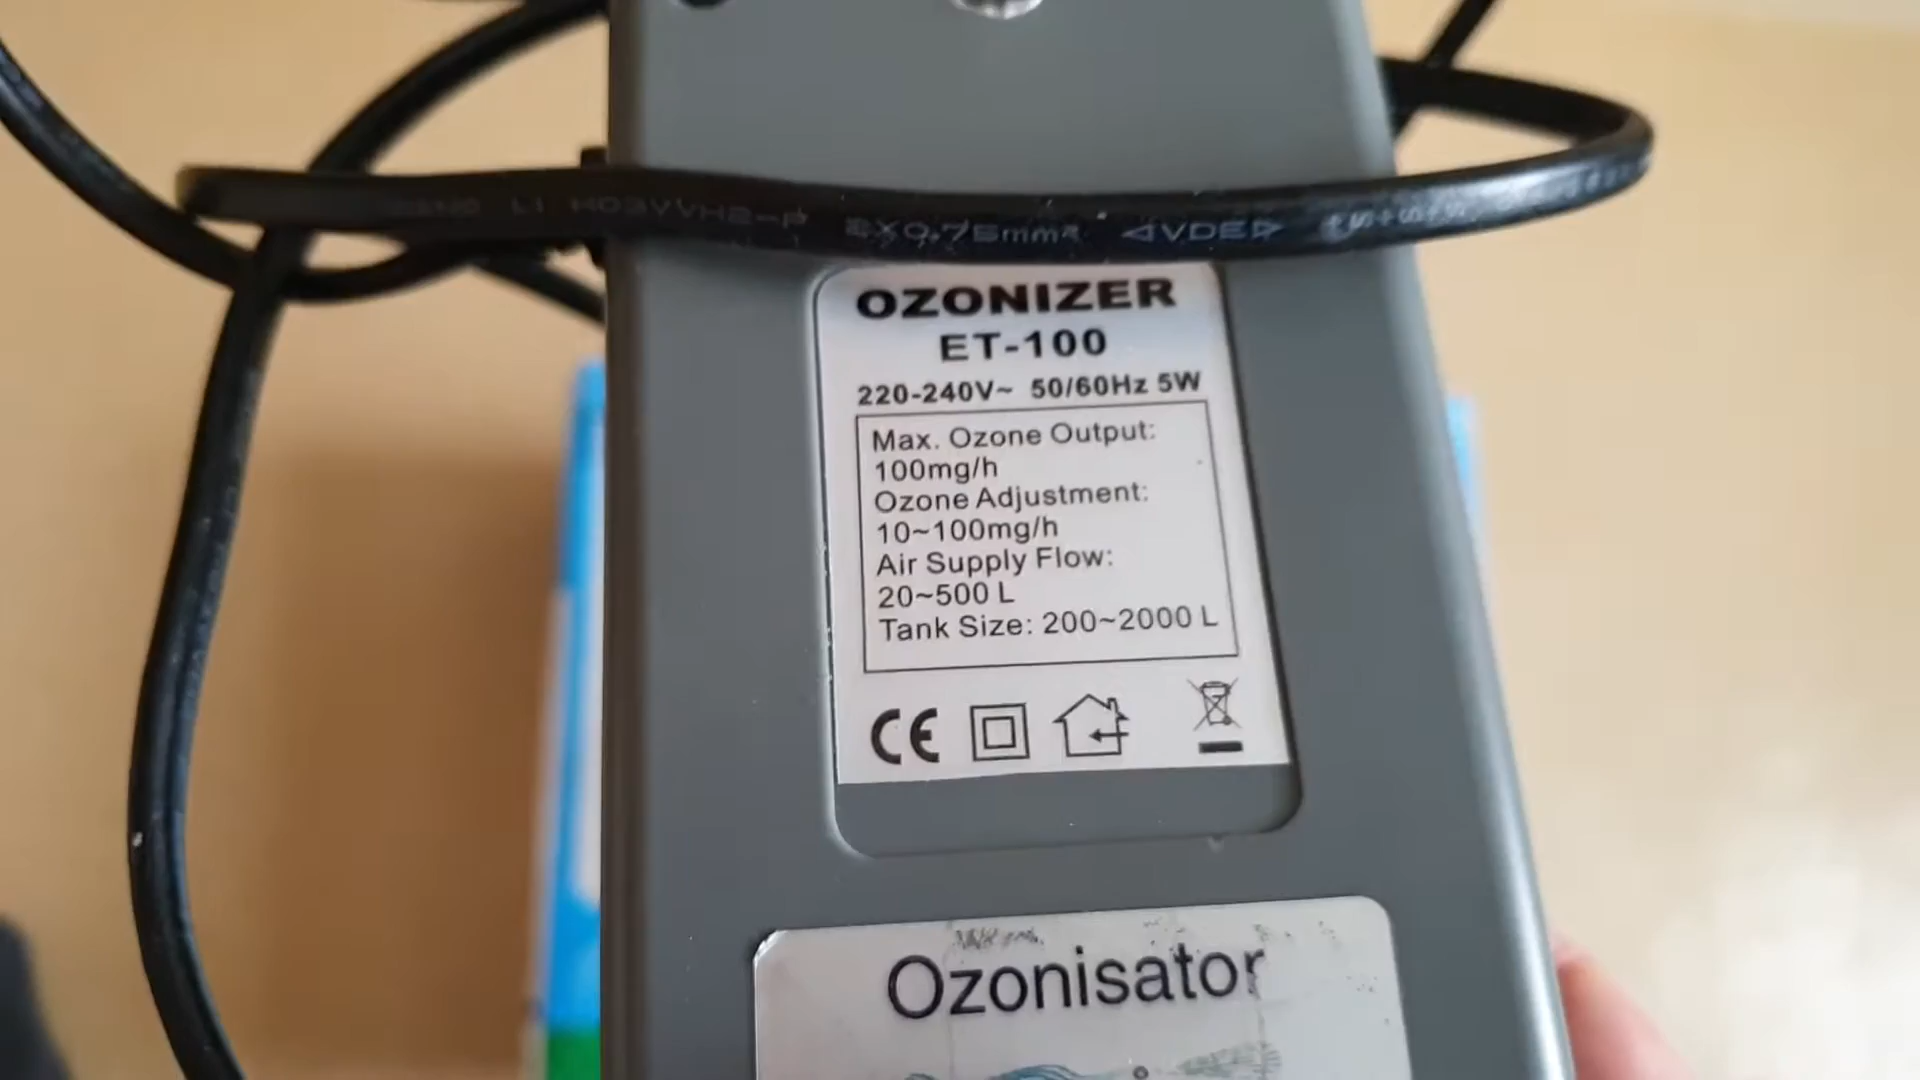 LI H03VVH2-P 2X0.75mm² ◁VDE▷
OZONIZER
ET-100
220-240V~ 50/60Hz 5W
Max. Ozone Output:
100mg/h
Ozone Adjustment:
10~100mg/h
Air Supply Flow:
20~500 L
Tank Size: 200~2000 L
CE
Ozonisator